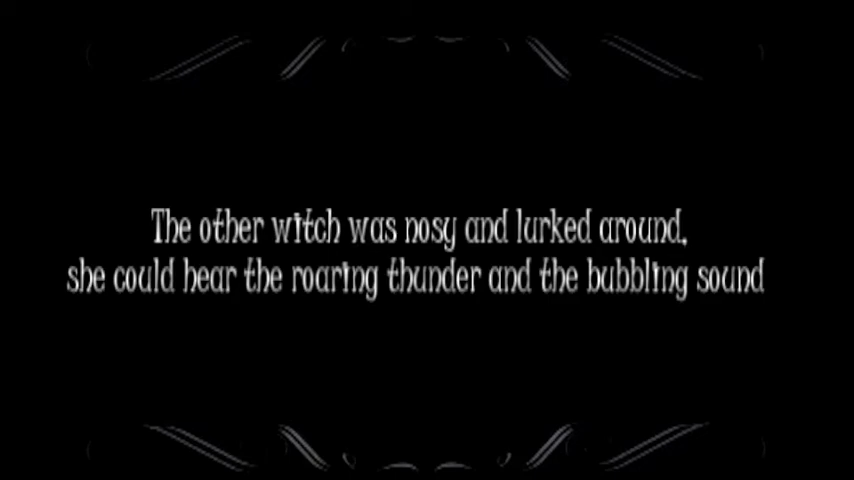 The other witch was nosy and lurked around,
she could hear the roaring thunder and the bubbling sound